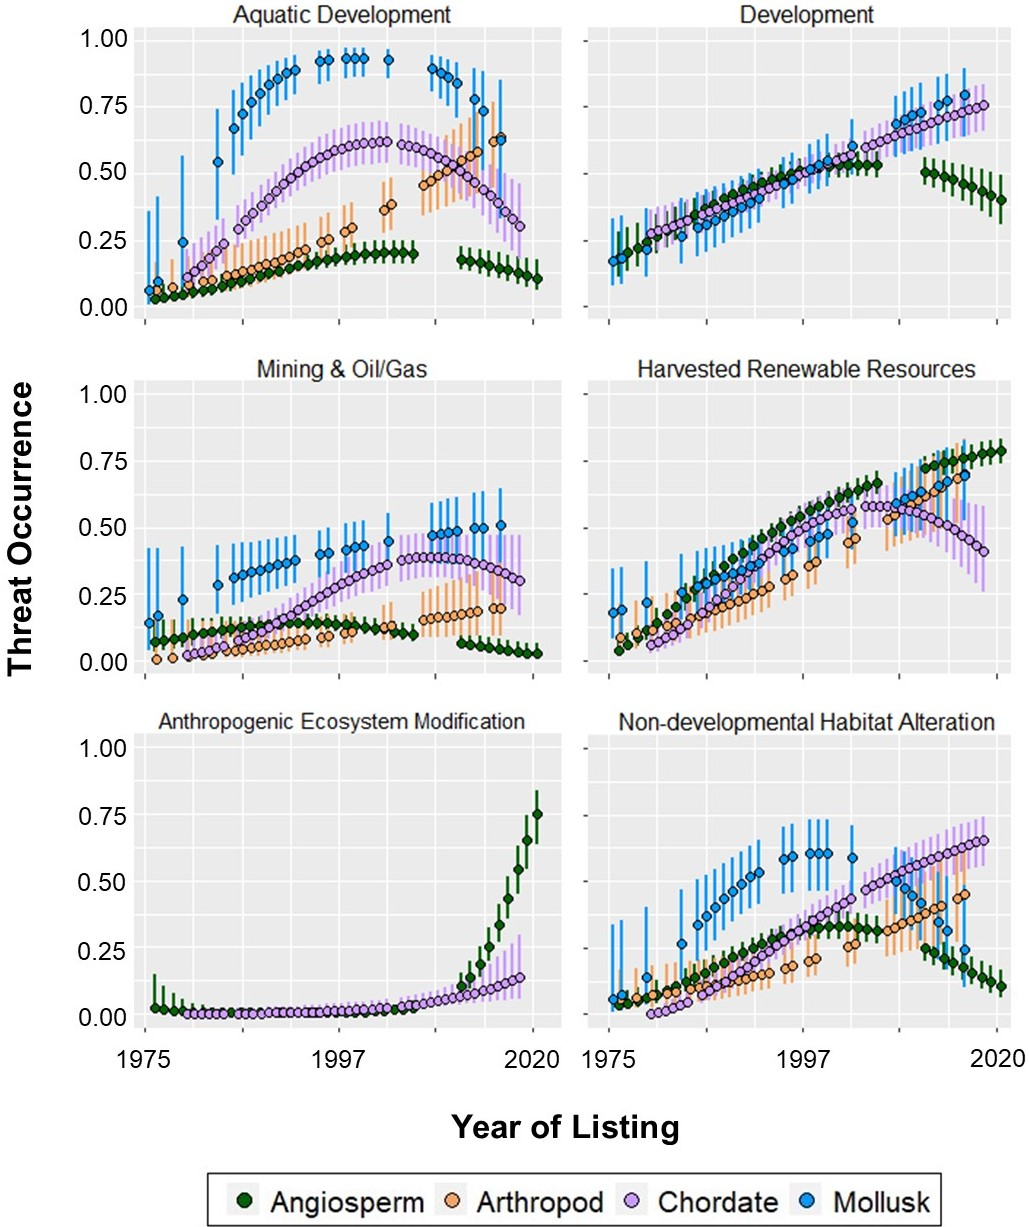 Aquatic Development
Development
1.00
0.75
0.50
0.25
0.00
Mining & Oil/Gas
Harvested Renewable Resources
1.00
0.75
0.50
0.25
0.00
Threat Occurrence
Anthropogenic Ecosystem Modification
Non-developmental Habitat Alteration
1.00
0.75
0.50
0.25
0.00
1975 1997 2020
1975 1997 2020
Year of Listing
Angiosperm Arthropod Chordate Mollusk